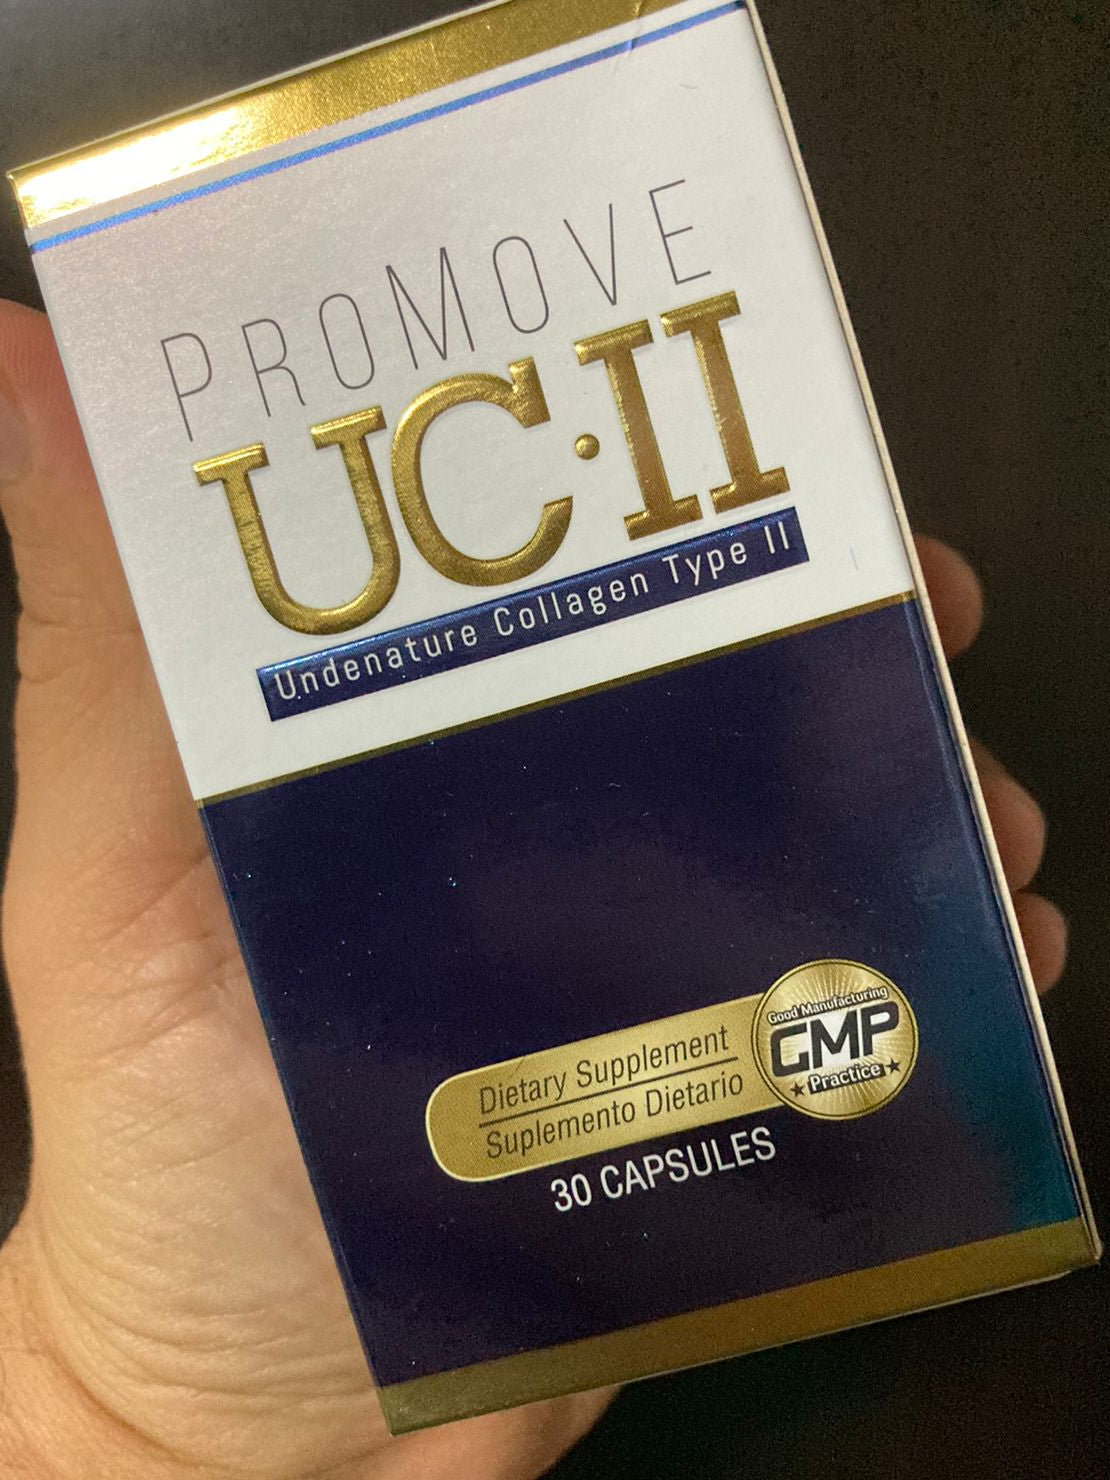 PROMOVE
UC·II
Undenature Collagen Type II
Dietary Supplement
Suplemento Dietario
30 CAPSULES
Good Manufacturing
GMP
Practice